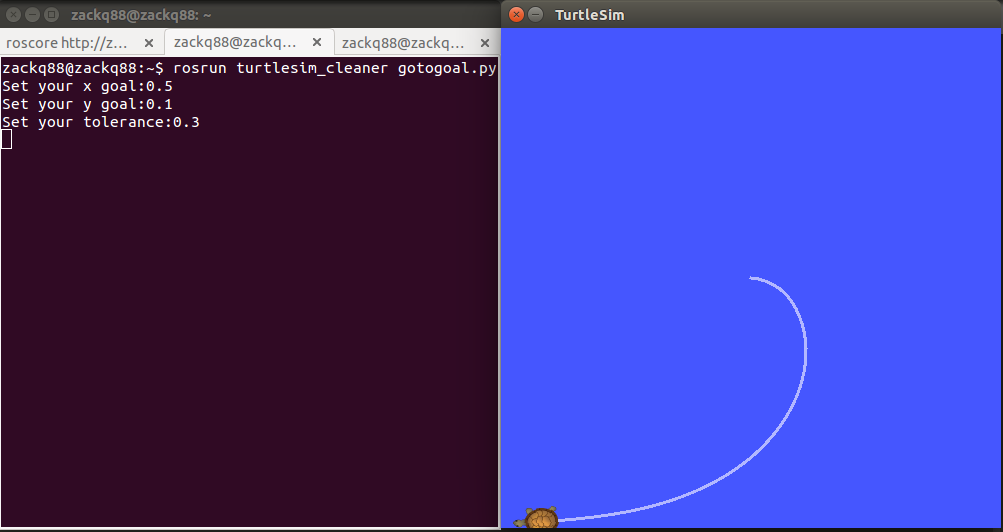 zackq88@zackq88: ~
TurtleSim
roscore http://z...
zackq88@zackq...
zackq88@zackq...
zackq88@zackq88:~$ rosrun turtlesim_cleaner gotogoal.py
Set your x goal:0.5
Set your y goal:0.1
Set your tolerance:0.3